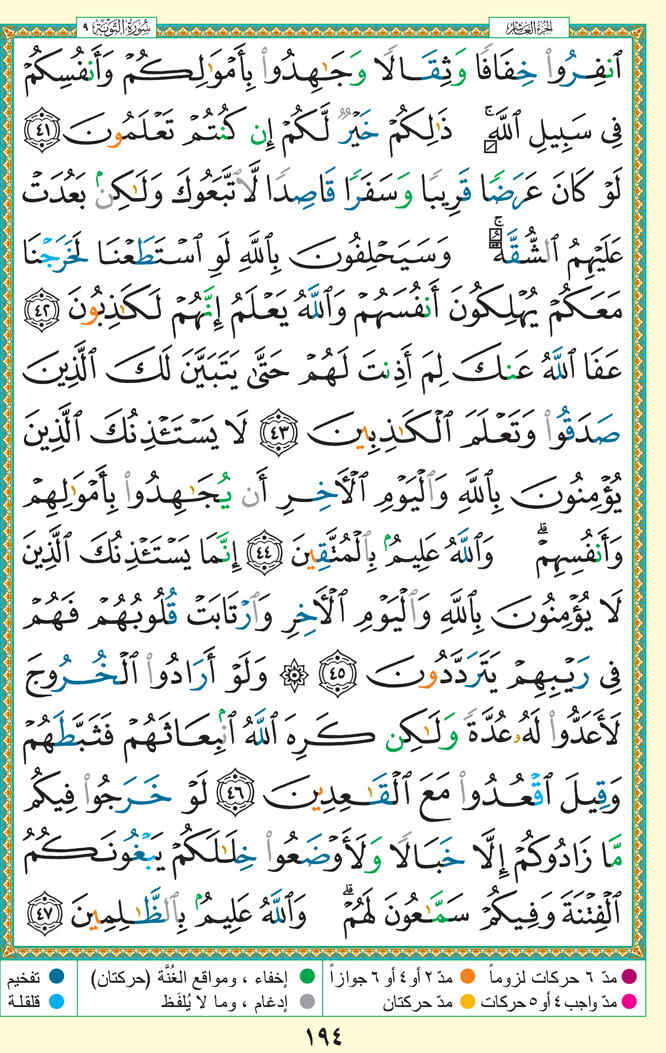 سُورَةُ التَّوْبَةِ ٩
الجزء العاشر
ٱنفِرُوا۟ خِفَافًا وَثِقَالًا وَجَـٰهِدُوا۟ بِأَمْوَٰلِكُمْ وَأَنفُسِكُمْ
فِى سَبِيلِ ٱللَّهِۚ ذَٰلِكُمْ خَيْرٌ لَّكُمْ إِن كُنتُمْ تَعْلَمُونَ ٤١
لَوْ كَانَ عَرَضًا قَرِيبًا وَسَفَرًا قَاصِدًا لَّٱتَّبَعُوكَ وَلَـٰكِنۢ بَعُدَتْ
عَلَيْهِمُ ٱلشُّقَّةُۚ وَسَيَحْلِفُونَ بِٱللَّهِ لَوِ ٱسْتَطَعْنَا لَخَرَجْنَا
مَعَكُمْ يُهْلِكُونَ أَنفُسَهُمْ وَٱللَّهُ يَعْلَمُ إِنَّهُمْ لَكَـٰذِبُونَ ٤٢
عَفَا ٱللَّهُ عَنكَ لِمَ أَذِنتَ لَهُمْ حَتَّىٰ يَتَبَيَّنَ لَكَ ٱلَّذِينَ
صَدَقُوا۟ وَتَعْلَمَ ٱلْكَـٰذِبِينَ ٤٣ لَا يَسْتَـْٔذِنُكَ ٱلَّذِينَ
يُؤْمِنُونَ بِٱللَّهِ وَٱلْيَوْمِ ٱلْـَٔاخِرِ أَن يُجَـٰهِدُوا۟ بِأَمْوَٰلِهِمْ
وَأَنفُسِهِمْۗ وَٱللَّهُ عَلِيمٌۢ بِٱلْمُتَّقِينَ ٤٤ إِنَّمَا يَسْتَـْٔذِنُكَ ٱلَّذِينَ
لَا يُؤْمِنُونَ بِٱللَّهِ وَٱلْيَوْمِ ٱلْـَٔاخِرِ وَٱرْتَابَتْ قُلُوبُهُمْ فَهُمْ
فِى رَيْبِهِمْ يَتَرَدَّدُونَ ٤٥ ۞ وَلَوْ أَرَادُوا۟ ٱلْخُرُوجَ
لَأَعَدُّوا۟ لَهُۥ عُدَّةً وَلَـٰكِن كَرِهَ ٱللَّهُ ٱنۢبِعَاثَهُمْ فَثَبَّطَهُمْ
وَقِيلَ ٱقْعُدُوا۟ مَعَ ٱلْقَـٰعِدِينَ ٤٦ لَوْ خَرَجُوا۟ فِيكُم
مَّا زَادُوكُمْ إِلَّا خَبَالًا وَلَأَوْضَعُوا۟ خِلَـٰلَكُمْ يَبْغُونَكُمُ
ٱلْفِتْنَةَ وَفِيكُمْ سَمَّـٰعُونَ لَهُمْۗ وَٱللَّهُ عَلِيمٌۢ بِٱلظَّـٰلِمِينَ ٤٧
مدّ ٦ حركات لزوماً
مدّ ٢ أو ٤ أو ٦ جوازاً
إخفاء ، ومواقع الغُنَّة (حركتان)
تفخيم
مدّ واجب ٤ أو ٥ حركات
مدّ حركتان
إدغام ، وما لا يُلفَظ
قلقلة
١٩٤